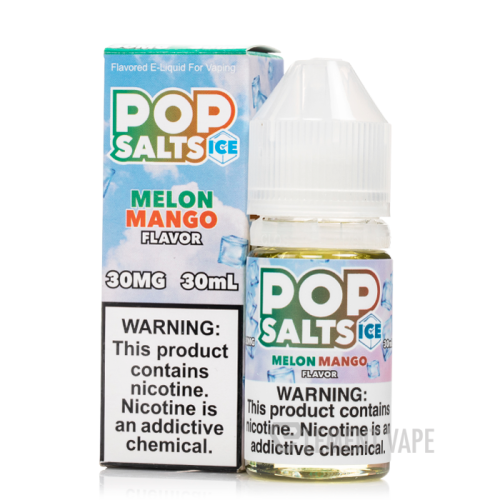 Flavored E-Liquid For Vaping
POP
SALTS ICE
MELON
MANGO
FLAVOR
30MG 30mL
WARNING:
This product
contains
nicotine.
Nicotine is
an addictive
chemical.
POP
SALTS ICE
MELON MANGO
FLAVOR
WARNING:
This product contains
nicotine. Nicotine is an
addictive chemical.
ELEMENT VAPE